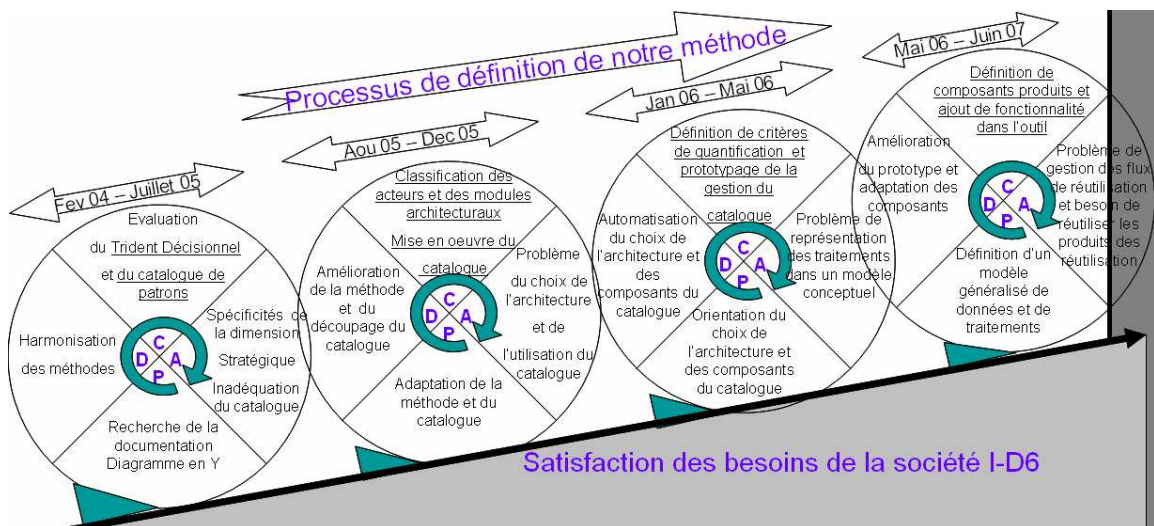 Processus de définition de notre méthode
Fev 04 – Juillet 05
Evaluation
du Trident Décisionnel
et du catalogue de
patrons
Harmonisation
des méthodes
Spécificités de
la dimension
Stratégique
Inadéquation
du catalogue
Recherche de la
documentation
Diagramme en Y
C
D
A
P
Aou 05 – Dec 05
Classification des
acteurs et des modules
architecturaux
Mise en oeuvre du
catalogue
Amélioration
de la méthode
et du
découpage du
catalogue
Problème
du choix de
l'architecture
et de
l'utilisation du
catalogue
Adaptation de la
méthode et du
catalogue
C
D
A
P
Jan 06 – Mai 06
Définition de critères
de quantification et
prototypage de la
gestion du
catalogue
Automatisation
du choix de
l'architecture et
des
composants du
catalogue
Problème de
représentation
des traitements
dans un modèle
conceptuel
Orientation du
choix de
l'architecture et
des composants
du catalogue
C
D
A
P
Mai 06 – Juin 07
Définition de
composants produits et
ajout de fonctionnalité
dans l'outil
Amélioration
du prototype et
adaptation des
composants
Problème de
gestion des flux
de réutilisation
et besoin de
réutiliser les
produits des
réutilisation
Définition d'un
modèle
généralisé de
données et de
traitements
C
D
A
P
Satisfaction des besoins de la société I-D6